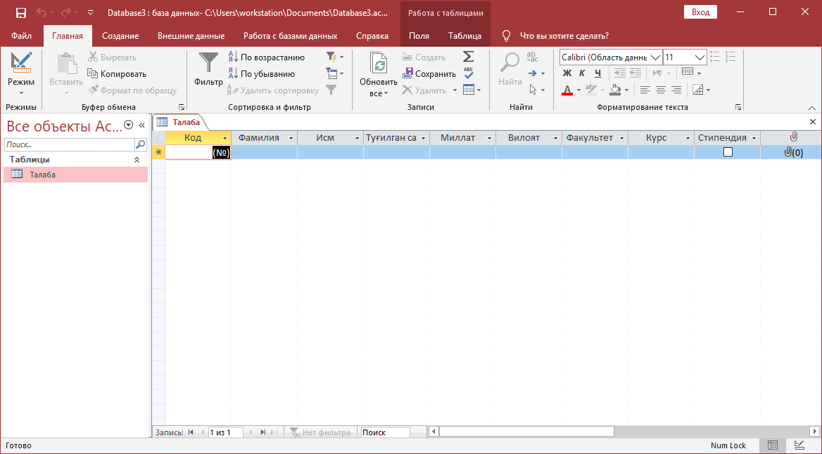 Database3 : база данных- C:\Users\workstation\Documents\Database3.ac... Работа с таблицами Вход
Файл Главная Создание Внешние данные Работа с базами данных Справка Поля Таблица Что вы хотите сделать?
Режим
Режимы
Вставить
Вырезать
Копировать
Формат по образцу
Буфер обмена
Фильтр
По возрастанию
По убыванию
Удалить сортировку
Сортировка и фильтр
Обновить
все
Создать
Сохранить
Удалить
Записи
Найти
Найти
Calibri (Область даннь 11
Ж К Ч
Форматирование текста
Все объекты Ac...
Поиск...
Таблицы
Талаба
Талаба
Код Фамилия Исм Туғилган са Миллат Вилоят Факультет Курс Стипендия
(№) (0)
Запись: 1 из 1 Нет фильтра Поиск
Готово Num Lock